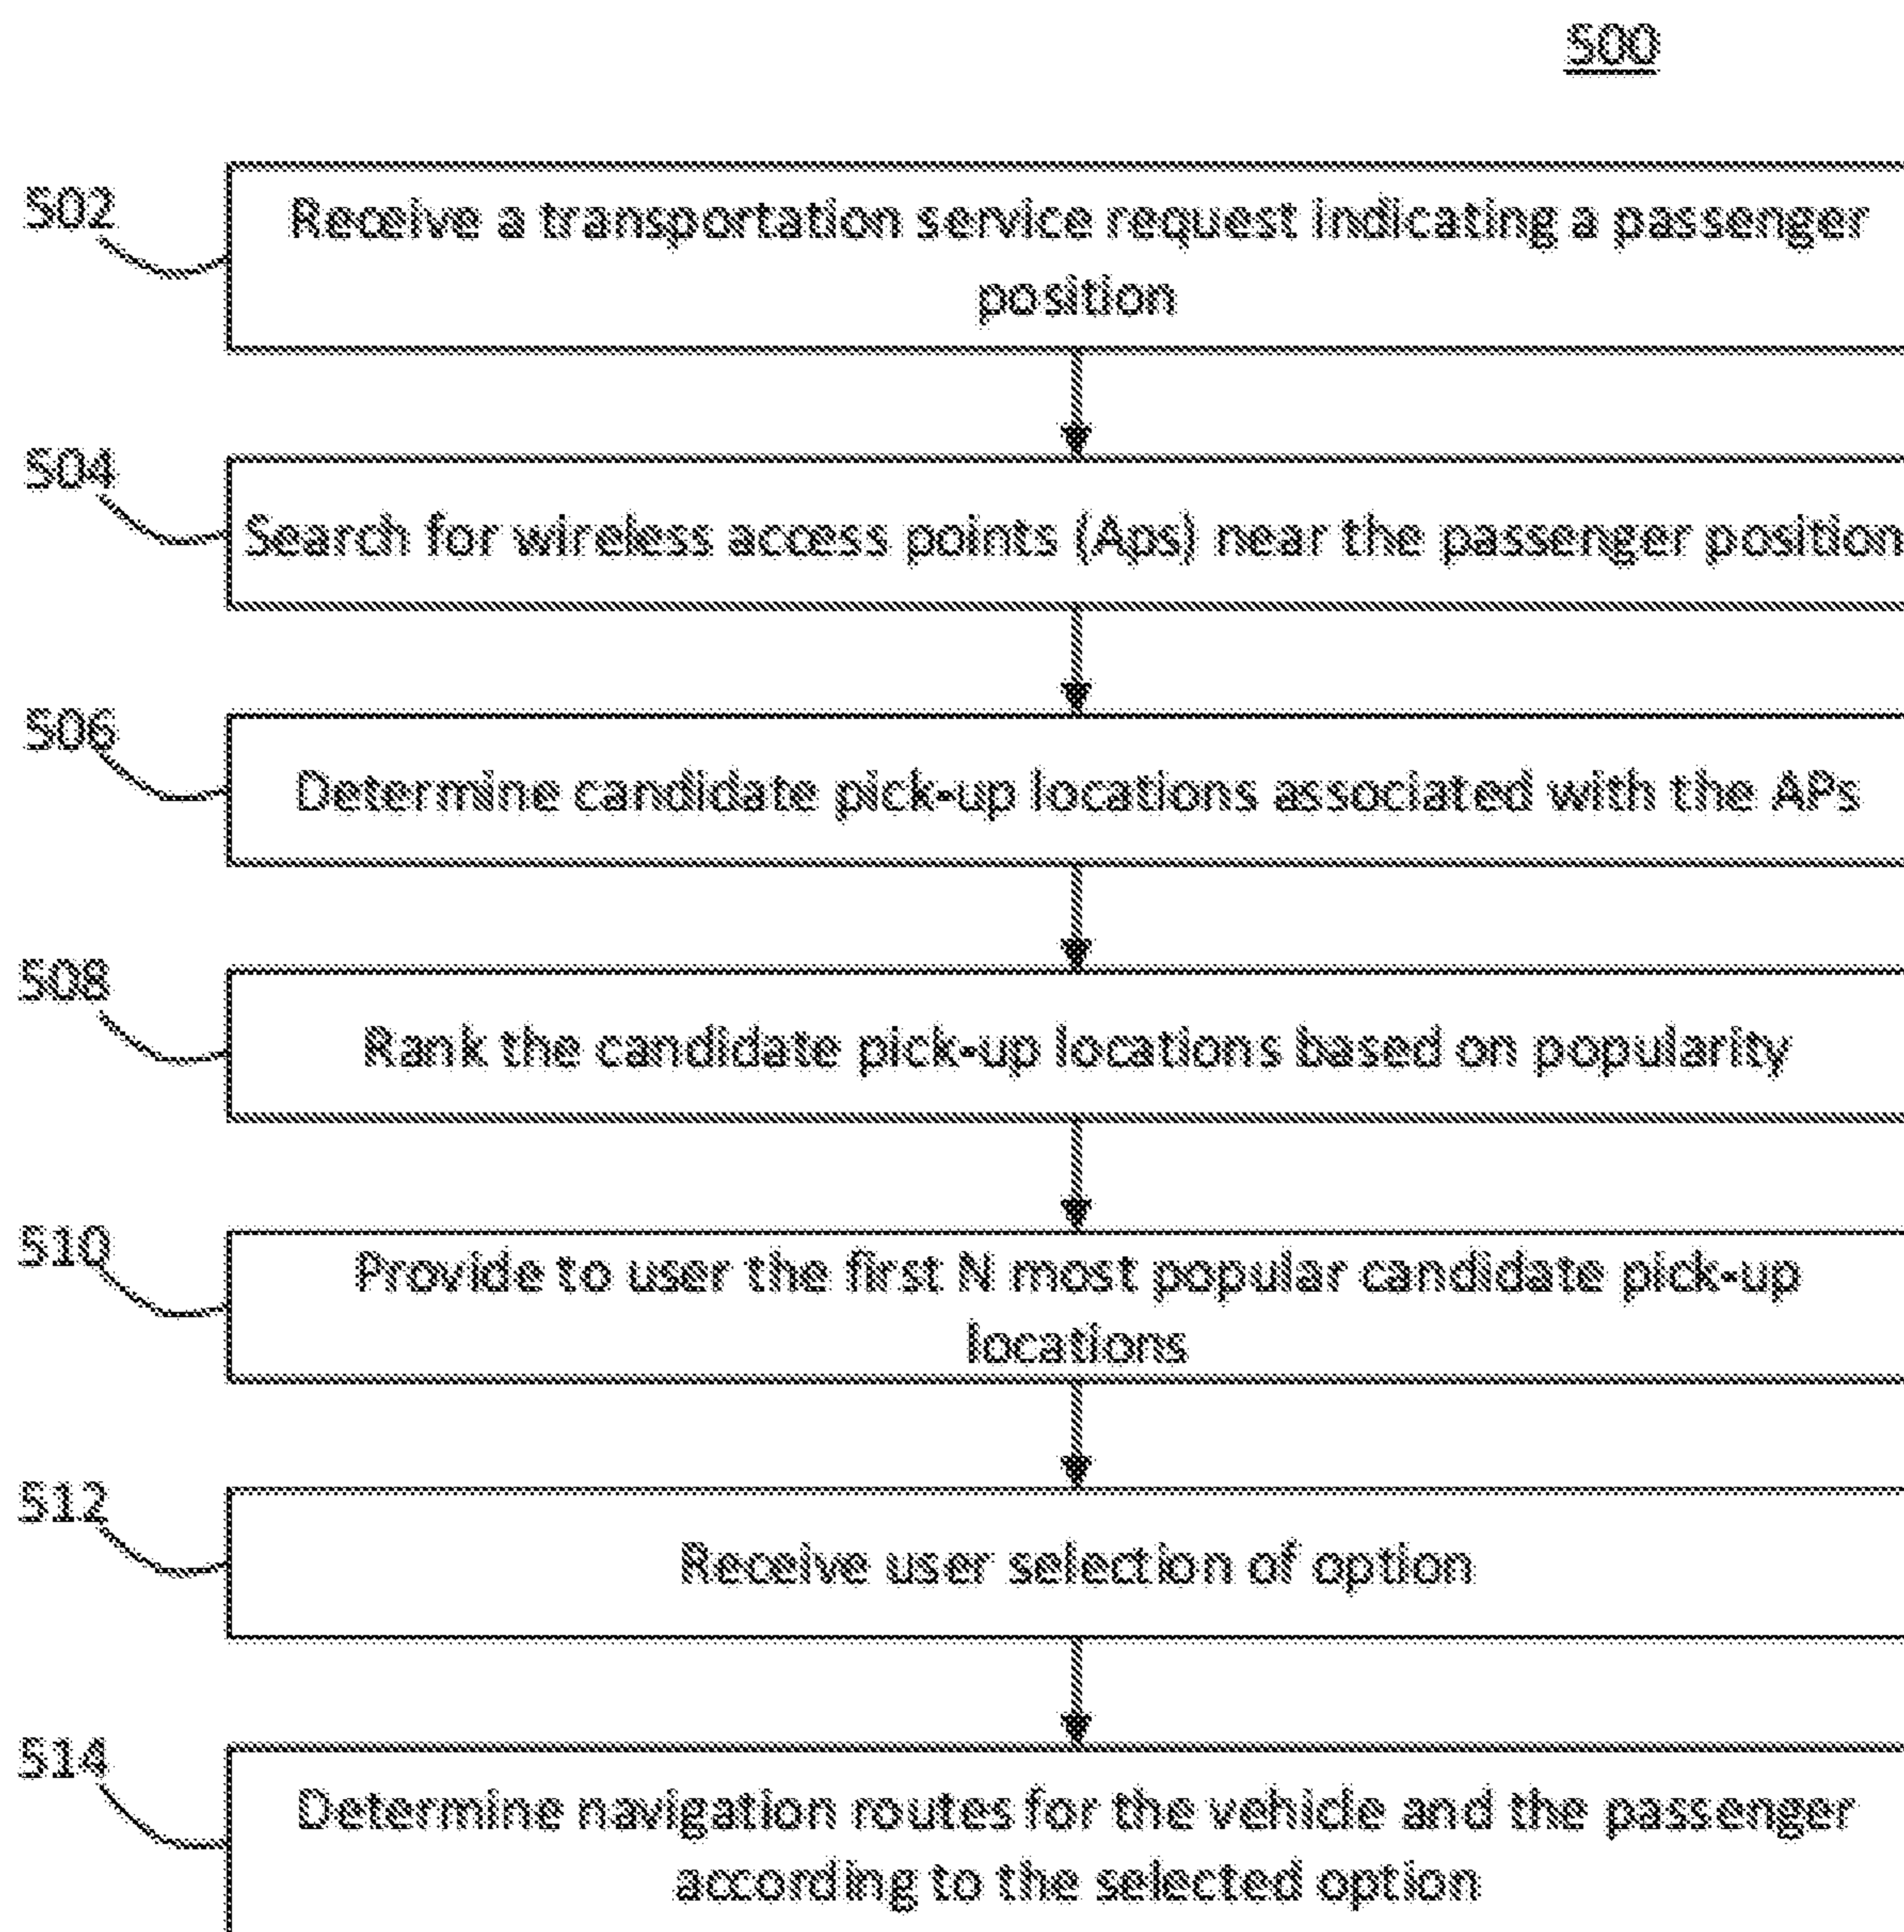 500
502
Receive a transportation service request indicating a passenger
position
504
Search for wireless access points (Aps) near the passenger position
506
Determine candidate pick-up locations associated with the APs
508
Rank the candidate pick-up locations based on popularity
510
Provide to user the first N most popular candidate pick-up
locations
512
Receive user selection of option
514
Determine navigation routes for the vehicle and the passenger
according to the selected option